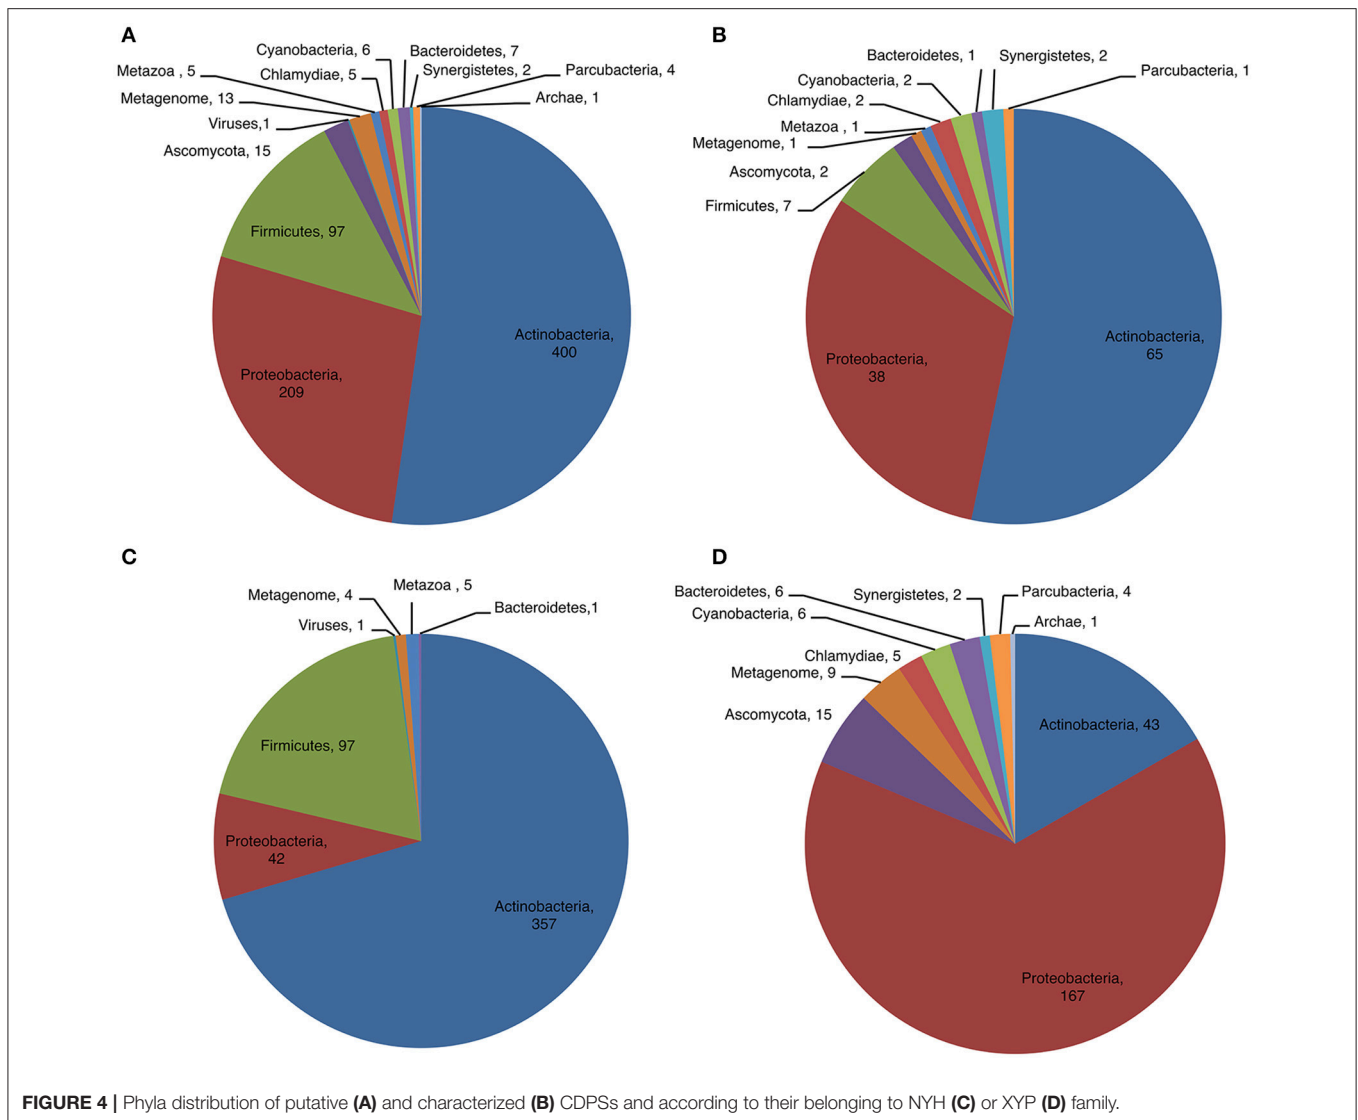 A
Cyanobacteria, 6
Bacteroidetes, 7
Metazoa , 5
Chlamydiae, 5
Synergistetes, 2
Parcubacteria, 4
Metagenome, 13
Archae, 1
Viruses,1
Ascomycota, 15
Firmicutes, 97
Actinobacteria,
400
Proteobacteria,
209
B
Bacteroidetes, 1
Synergistetes, 2
Cyanobacteria, 2
Parcubacteria, 1
Chlamydiae, 2
Metazoa , 1
Metagenome, 1
Ascomycota, 2
Firmicutes, 7
Actinobacteria,
65
Proteobacteria,
38
C
Metazoa , 5
Metagenome, 4
Bacteroidetes,1
Viruses, 1
Firmicutes, 97
Proteobacteria,
42
Actinobacteria,
357
D
Bacteroidetes, 6
Synergistetes, 2
Parcubacteria, 4
Cyanobacteria, 6
Archae, 1
Chlamydiae, 5
Metagenome, 9
Ascomycota, 15
Actinobacteria, 43
Proteobacteria,
167
FIGURE 4 | Phyla distribution of putative (A) and characterized (B) CDPSs and according to their belonging to NYH (C) or XYP (D) family.